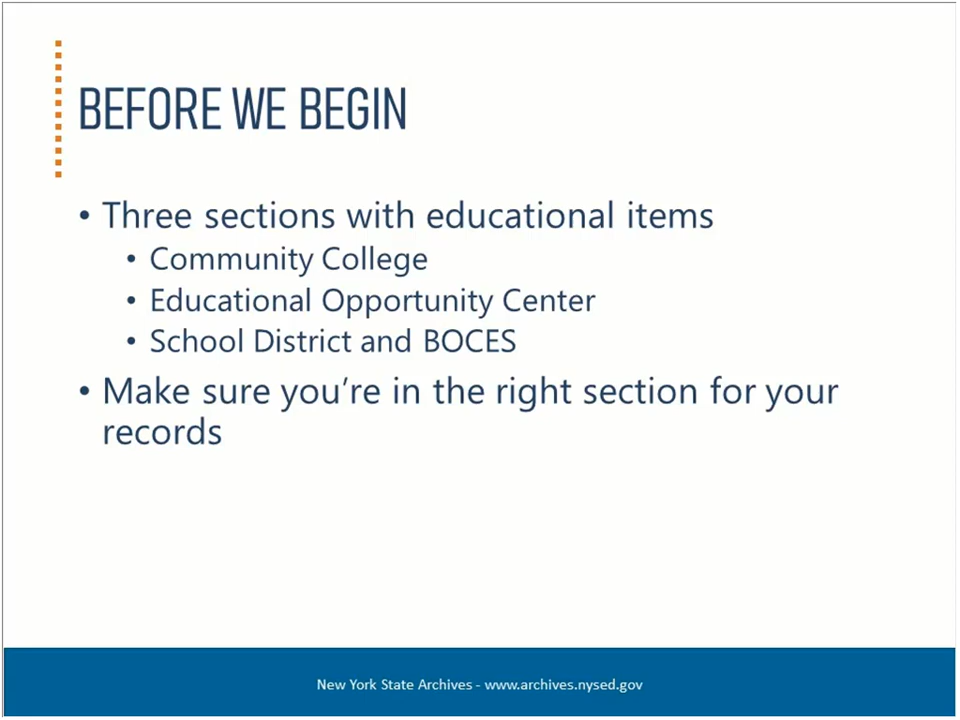 BEFORE WE BEGIN
• Three sections with educational items
• Community College
• Educational Opportunity Center
• School District and BOCES
• Make sure you're in the right section for your
records
New York State Archives - www.archives.nysed.gov